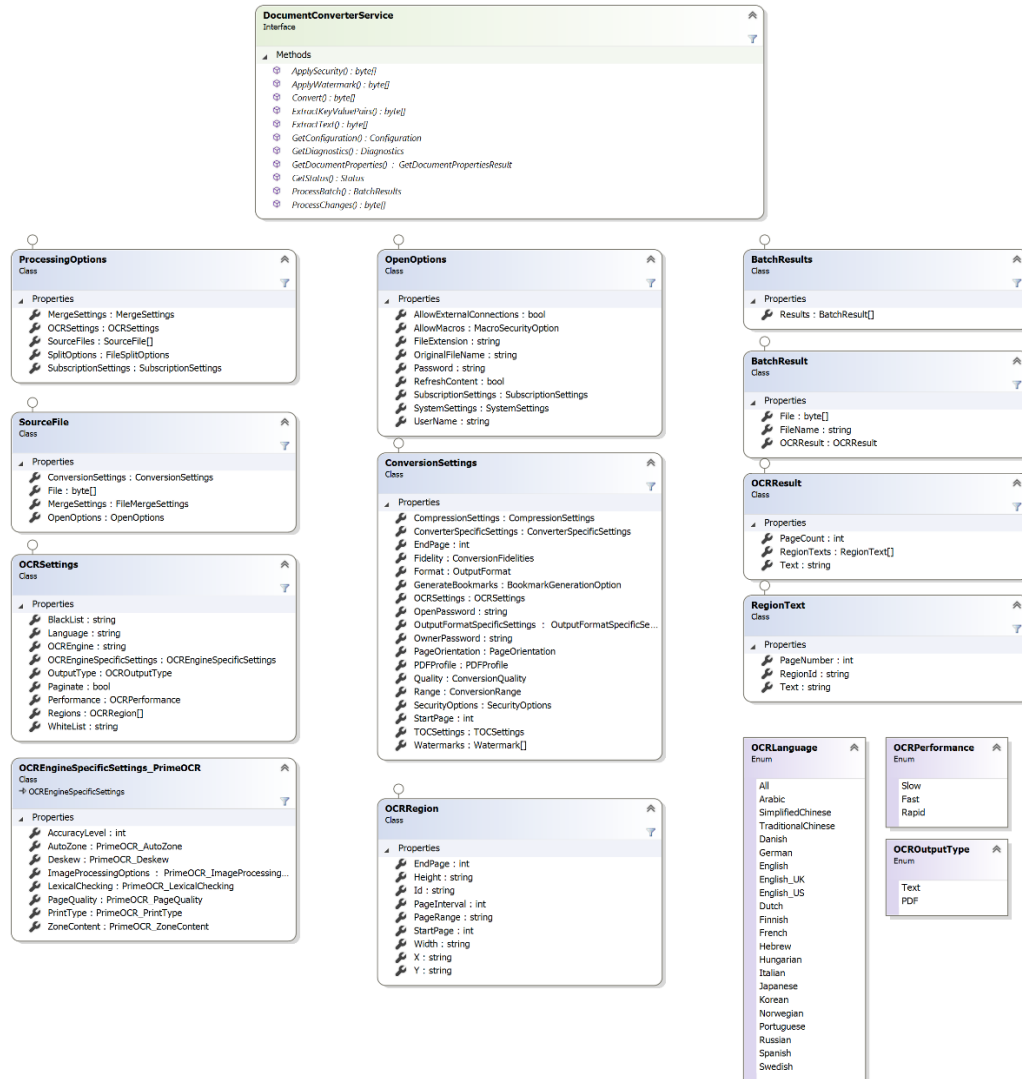 DocumentConverterService
Interface
Methods
ApplySecurity() : byte[]
ApplyWatermark() : byte[]
Convert() : byte[]
ExtractKeyValuePairs() : byte[]
ExtractText() : byte[]
GetConfiguration() : Configuration
GetDiagnostics() : Diagnostics
GetDocumentProperties() : GetDocumentPropertiesResult
GetStatus() : Status
ProcessBatch() : BatchResults
ProcessChanges() : byte[]
ProcessingOptions
Class
Properties
MergeSettings : MergeSettings
OCRSettings : OCRSettings
SourceFiles : SourceFile[]
SplitOptions : FileSplitOptions
SubscriptionSettings : SubscriptionSettings
SourceFile
Class
Properties
ConversionSettings : ConversionSettings
File : byte[]
MergeSettings : FileMergeSettings
OpenOptions : OpenOptions
OCRSettings
Class
Properties
BlackList : string
Language : string
OCREngine : string
OCREngineSpecificSettings : OCREngineSpecificSettings
OutputType : OCROutputType
Paginate : bool
Performance : OCRPerformance
Regions : OCRRegion[]
WhiteList : string
OCREngineSpecificSettings_PrimeOCR
Class
OCREngineSpecificSettings
Properties
AccuracyLevel : int
AutoZone : PrimeOCR_AutoZone
Deskew : PrimeOCR_Deskew
ImageProcessingOptions : PrimeOCR_ImageProcessing...
LexicalChecking : PrimeOCR_LexicalChecking
PageQuality : PrimeOCR_PageQuality
PrintType : PrimeOCR_PrintType
ZoneContent : PrimeOCR_ZoneContent
OpenOptions
Class
Properties
AllowExternalConnections : bool
AllowMacros : MacroSecurityOption
FileExtension : string
OriginalFileName : string
Password : string
RefreshContent : bool
SubscriptionSettings : SubscriptionSettings
SystemSettings : SystemSettings
UserName : string
ConversionSettings
Class
Properties
CompressionSettings : CompressionSettings
ConverterSpecificSettings : ConverterSpecificSettings
EndPage : int
Fidelity : ConversionFidelities
Format : OutputFormat
GenerateBookmarks : BookmarkGenerationOption
OCRSettings : OCRSettings
OpenPassword : string
OutputFormatSpecificSettings : OutputFormatSpecificSe...
OwnerPassword : string
PageOrientation : PageOrientation
PDFProfile : PDFProfile
Quality : ConversionQuality
Range : ConversionRange
SecurityOptions : SecurityOptions
StartPage : int
TOCSettings : TOCSettings
Watermarks : Watermark[]
OCRRegion
Class
Properties
EndPage : int
Height : string
Id : string
PageInterval : int
PageRange : string
StartPage : int
Width : string
X : string
Y : string
BatchResults
Class
Properties
Results : BatchResult[]
BatchResult
Class
Properties
File : byte[]
FileName : string
OCRResult : OCRResult
OCRResult
Class
Properties
PageCount : int
RegionTexts : RegionText[]
Text : string
RegionText
Class
Properties
PageNumber : int
RegionId : string
Text : string
OCRLanguage
Enum
All
Arabic
SimplifiedChinese
TraditionalChinese
Danish
German
English
English_UK
English_US
Dutch
Finnish
French
Hebrew
Hungarian
Italian
Japanese
Korean
Norwegian
Portuguese
Russian
Spanish
Swedish
OCRPerformance
Enum
Slow
Fast
Rapid
OCROutputType
Enum
Text
PDF